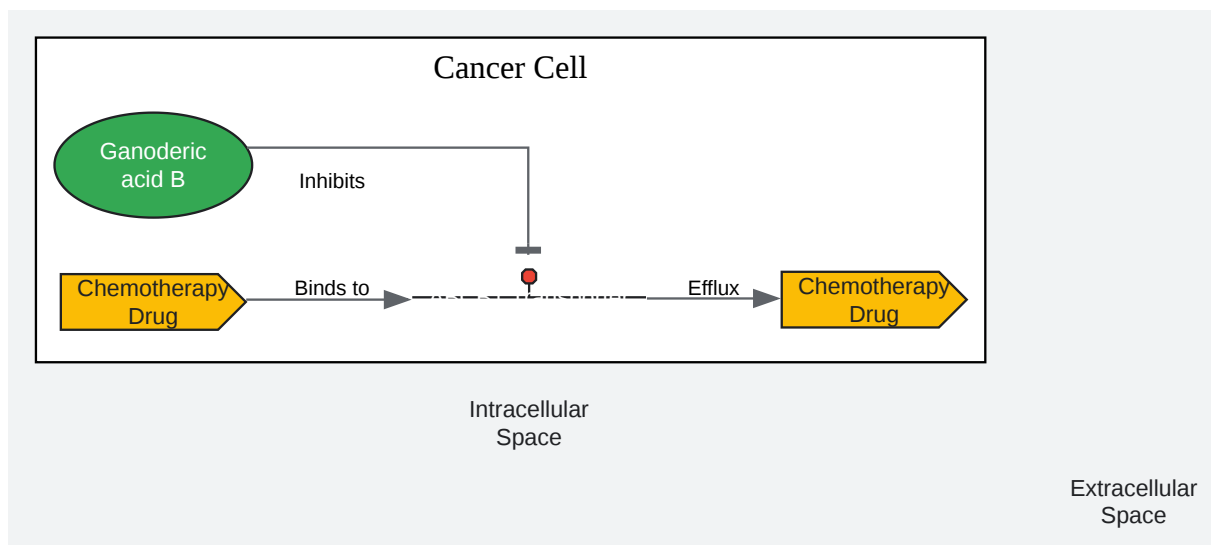 Cancer Cell
Ganoderic
acid B
Inhibits
Chemotherapy
Drug
Binds to
Efflux
Chemotherapy
Drug
Intracellular
Space
Extracellular
Space